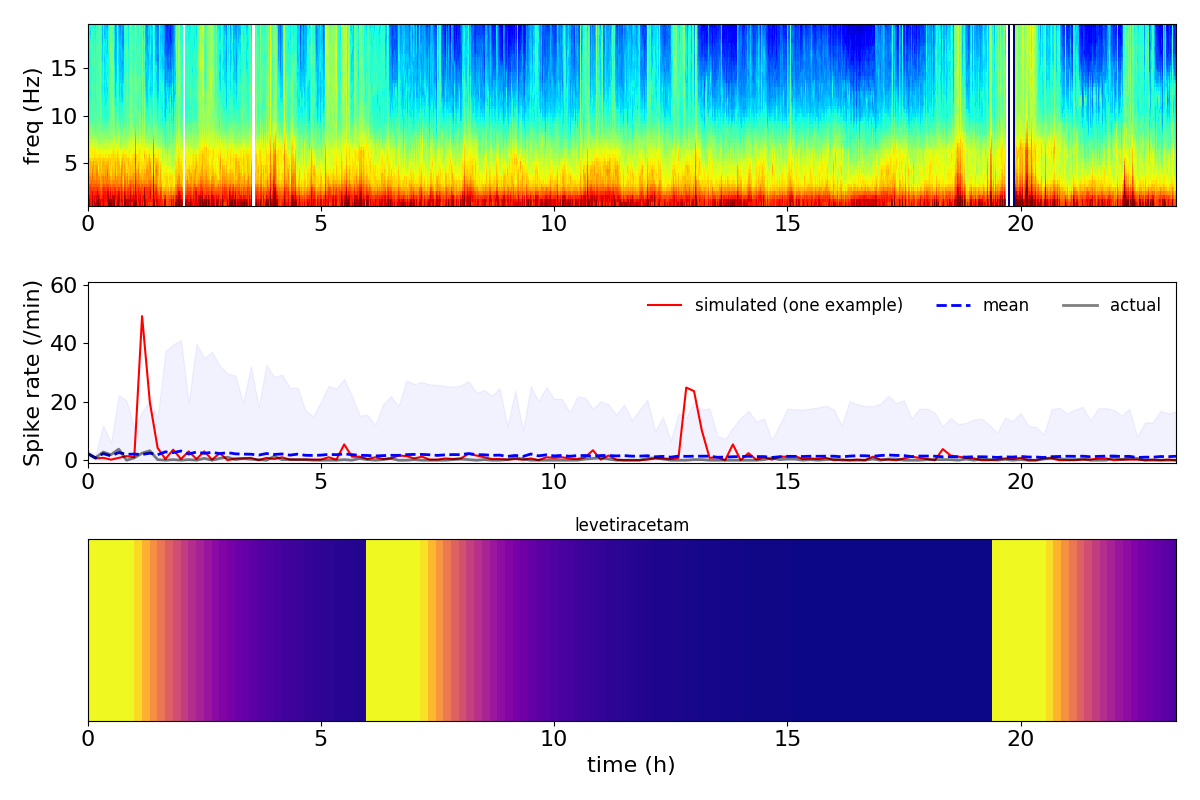 freq (Hz)
15
10
5
0 5 10 15 20
Spike rate (/min)
60
40
20
0
simulated (one example) mean actual
0 5 10 15 20
levetiracetam
0 5 10 15 20
time (h)